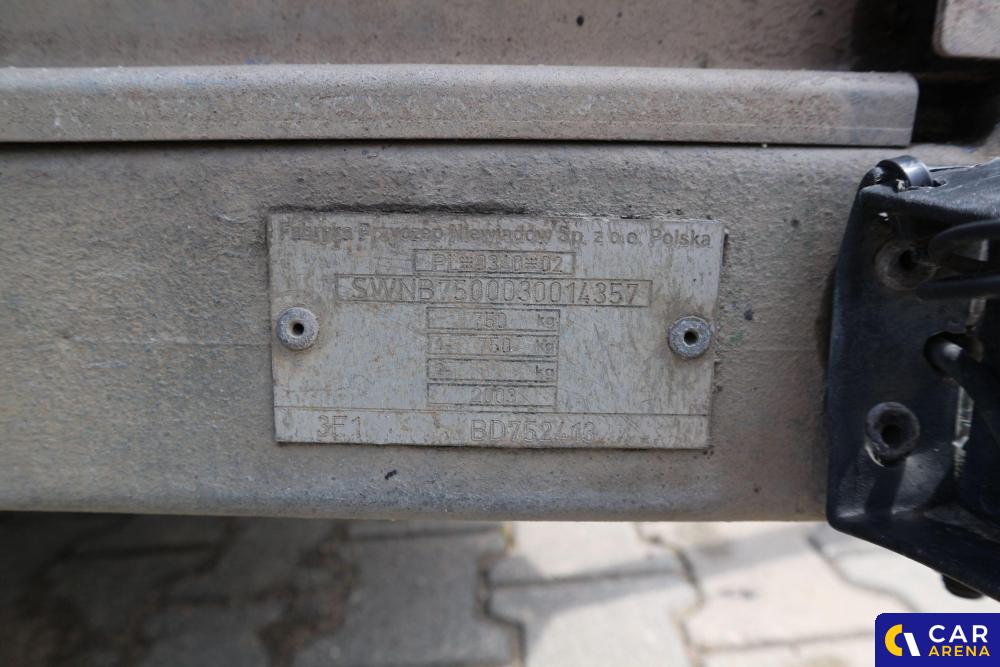 Fabryka Przyczep Niewiadów Sp. z o.o. Polska
PL*0340*02
SWNB7500030014357
750 kg
1- 750 kg
2- kg
2003
3F1 BD752413
CAR
ARENA